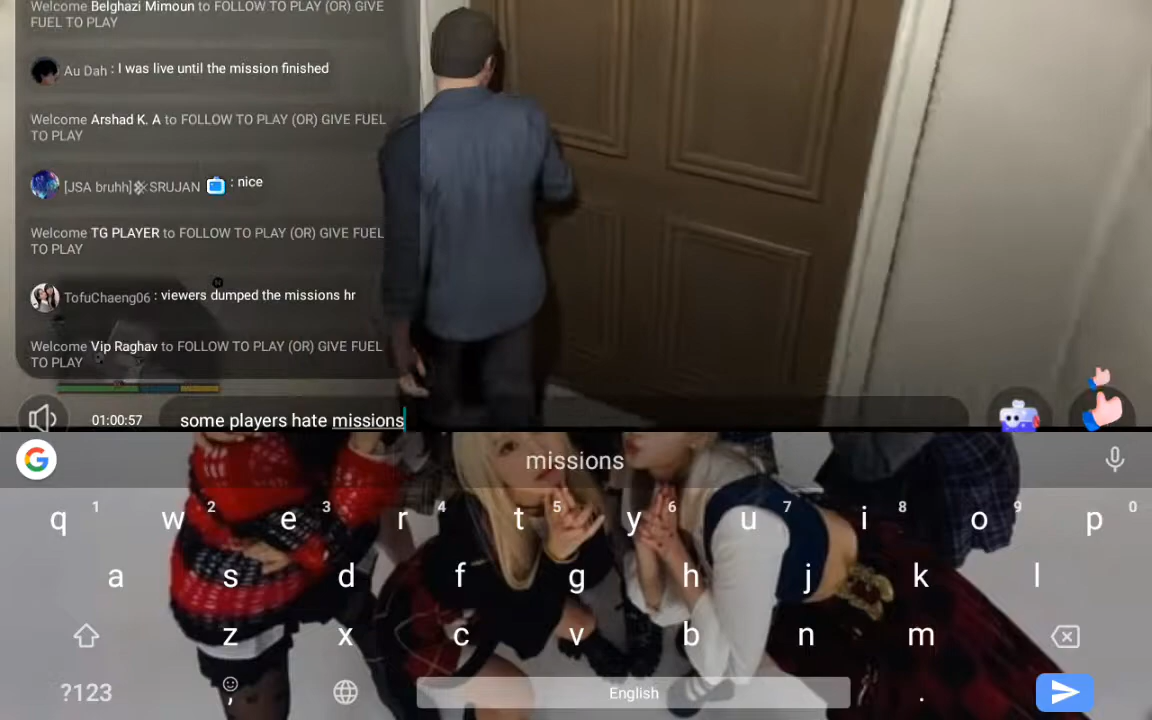 Welcome Belghazi Mimoun to FOLLOW TO PLAY (OR) GIVE
FUEL TO PLAY
Au Dah : I was live until the mission finished
Welcome Arshad K. A to FOLLOW TO PLAY (OR) GIVE FUEL
TO PLAY
[JSA bruhh]※SRUJAN : nice
Welcome TG PLAYER to FOLLOW TO PLAY (OR) GIVE FUEL
TO PLAY
TofuChaeng06 : viewers dumped the missions hr
Welcome Vip Raghav to FOLLOW TO PLAY (OR) GIVE FUEL
TO PLAY
01:00:57 some players hate missions
missions
1 2 3 4 5 6 7 8 9 0
q w e r t y u i o p
a s d f g h j k l
z x c v b n m
?123 , English .